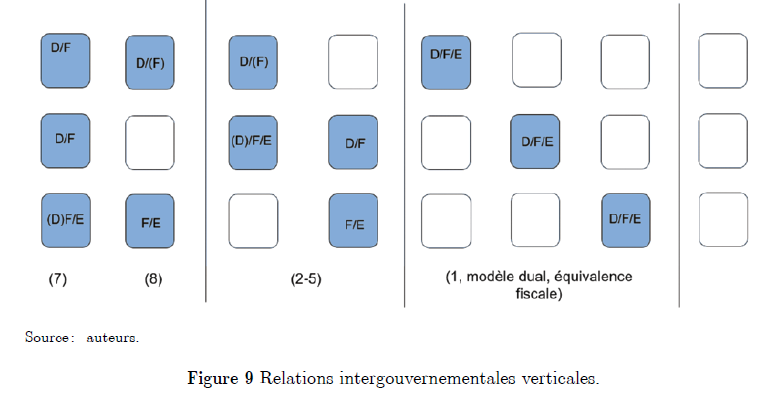 D/F D/(F) D/(F) D/F/E
D/F (D)/F/E D/F D/F/E
(D)F/E F/E F/E D/F/E
(7) (8) (2-5) (1, modèle dual, équivalence
fiscale)
Source: auteurs.
Figure 9 Relations intergouvernementales verticales.